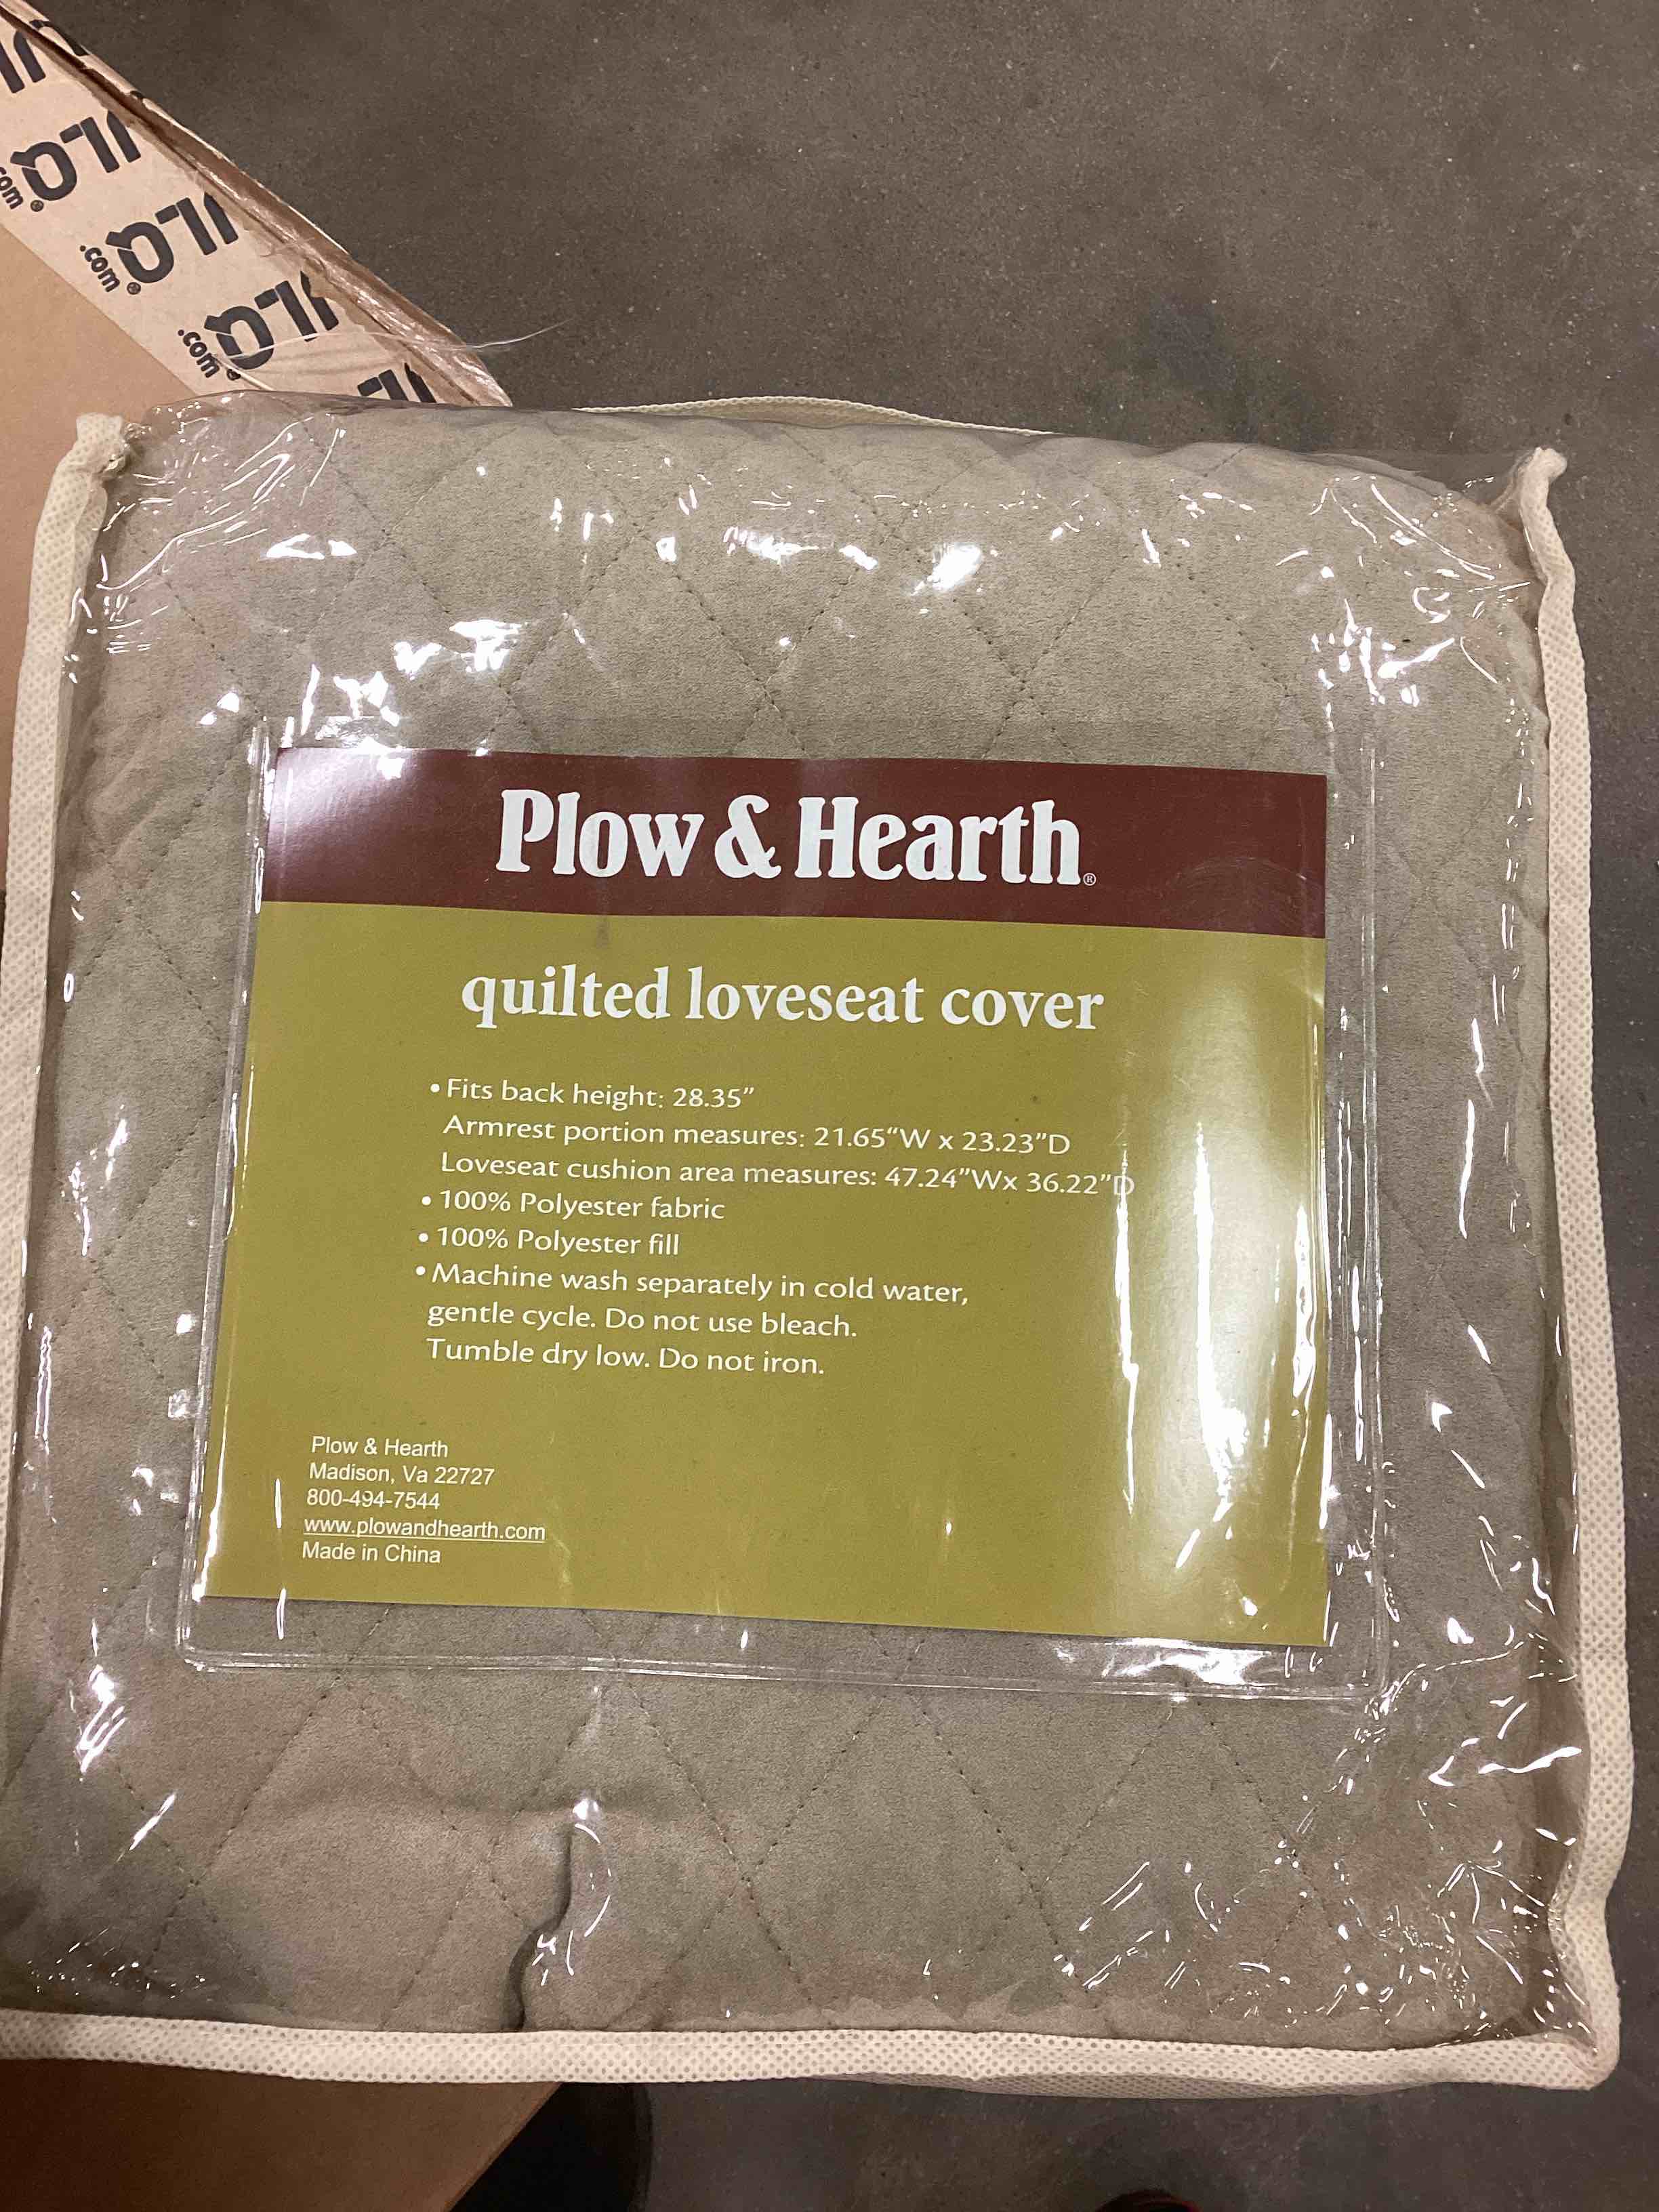 Plow & Hearth®
quilted loveseat cover
• Fits back height: 28.35”
Armrest portion measures: 21.65“W x 23.23”D
Loveseat cushion area measures: 47.24”Wx 36.22”D
• 100% Polyester fabric
• 100% Polyester fill
• Machine wash separately in cold water,
gentle cycle. Do not use bleach.
Tumble dry low. Do not iron.
Plow & Hearth
Madison, Va 22727
800-494-7544
www.plowandhearth.com
Made in China
.com®
.com®
.com®